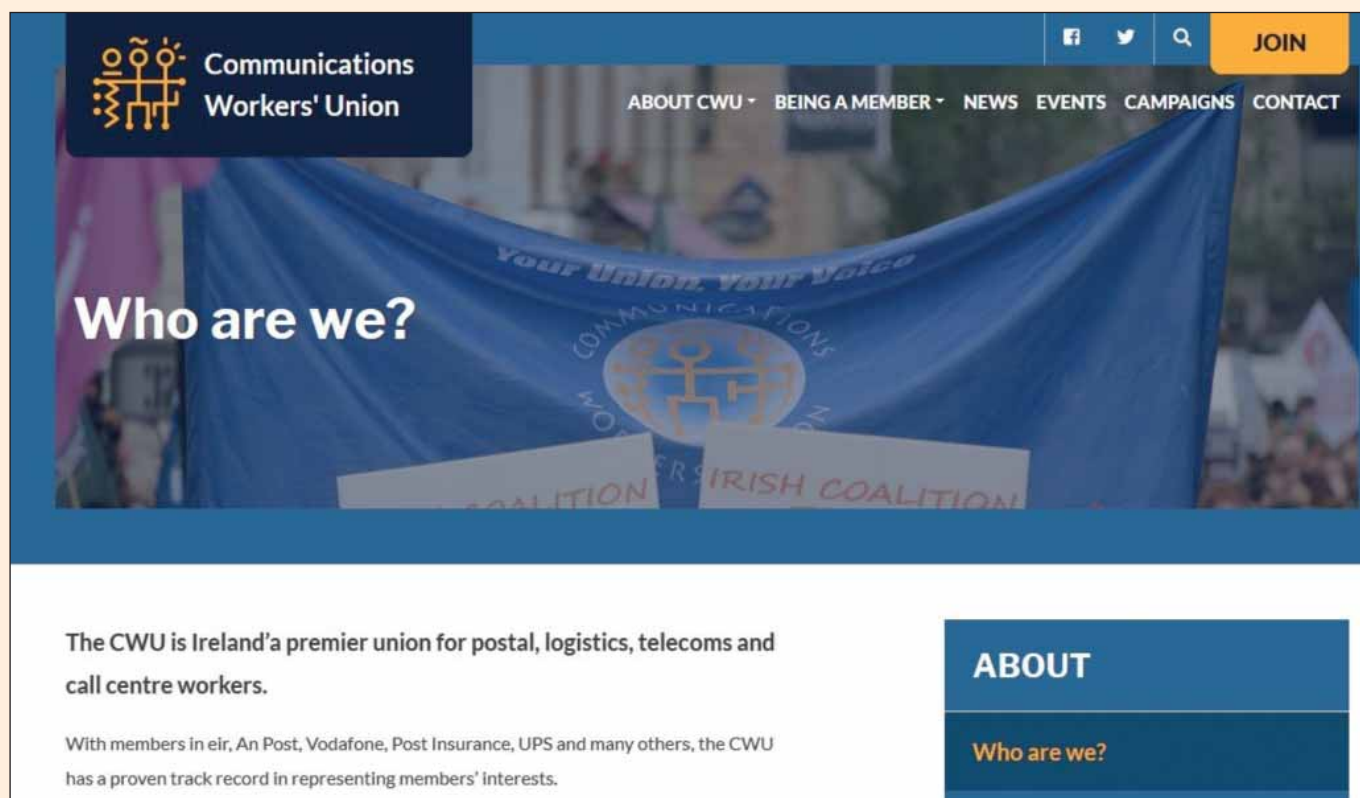 Communications
Workers' Union
JOIN
ABOUT CWU BEING A MEMBER NEWS EVENTS CAMPAIGNS CONTACT
Your Union, Your Voice
COMMUNICATIONS
Who are we?
COALITION
IRISH COALITION
The CWU is Ireland'a premier union for postal, logistics, telecoms and
call centre workers.
With members in eir, An Post, Vodafone, Post Insurance, UPS and many others, the CWU
has a proven track record in representing members' interests.
ABOUT
Who are we?